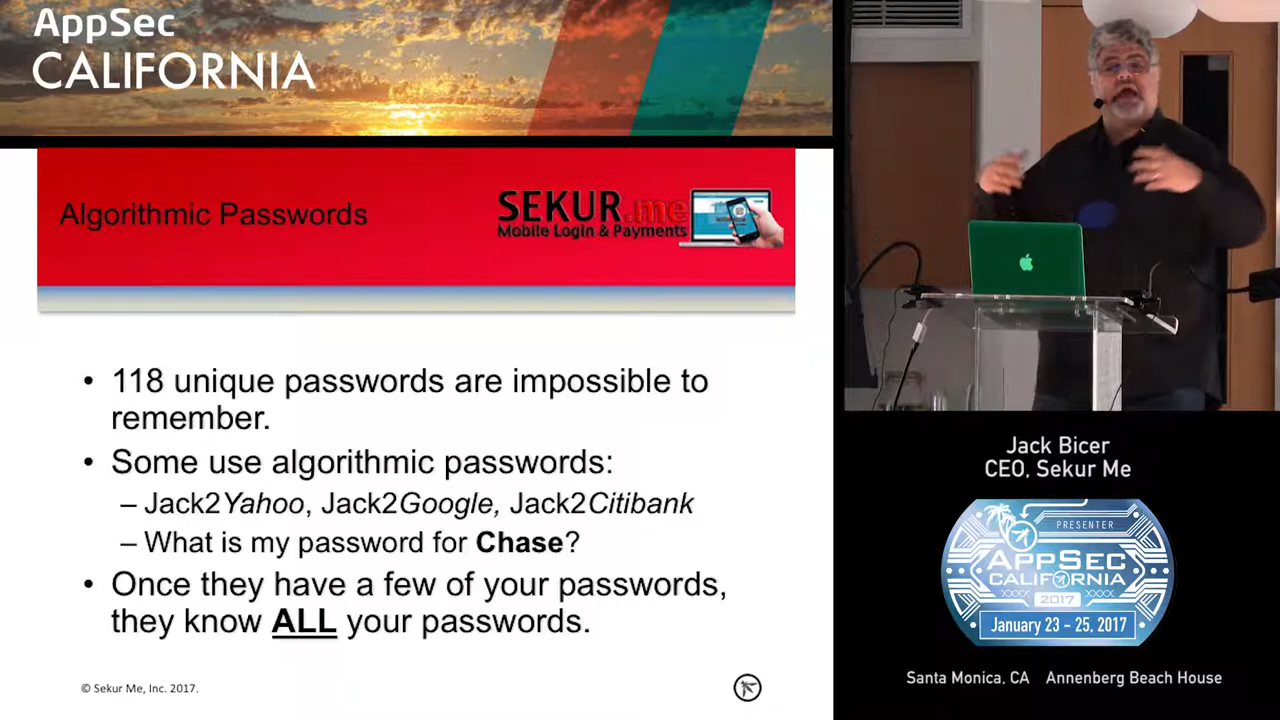 AppSec
CALIFORNIA
Algorithmic Passwords
SEKUR.me
Mobile Login & Payments
• 118 unique passwords are impossible to
remember.
• Some use algorithmic passwords:
– Jack2Yahoo, Jack2Google, Jack2Citibank
– What is my password for Chase?
• Once they have a few of your passwords,
they know ALL your passwords.
© Sekur Me, Inc. 2017.
Jack Bicer
CEO, Sekur Me
PRESENTER
APPSEC
CALIFORNIA
2017
January 23 - 25, 2017
Santa Monica, CA Annenberg Beach House